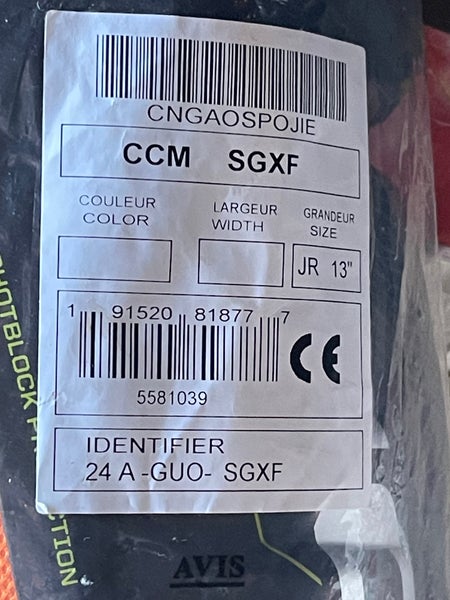 CNGAOSPOJIE
CCM SGXF
COULEUR
COLOR
LARGEUR
WIDTH
GRANDEUR
SIZE
JR 13"
1 91520 81877 7
CE
5581039
IDENTIFIER
24 A -GUO- SGXF
AVIS